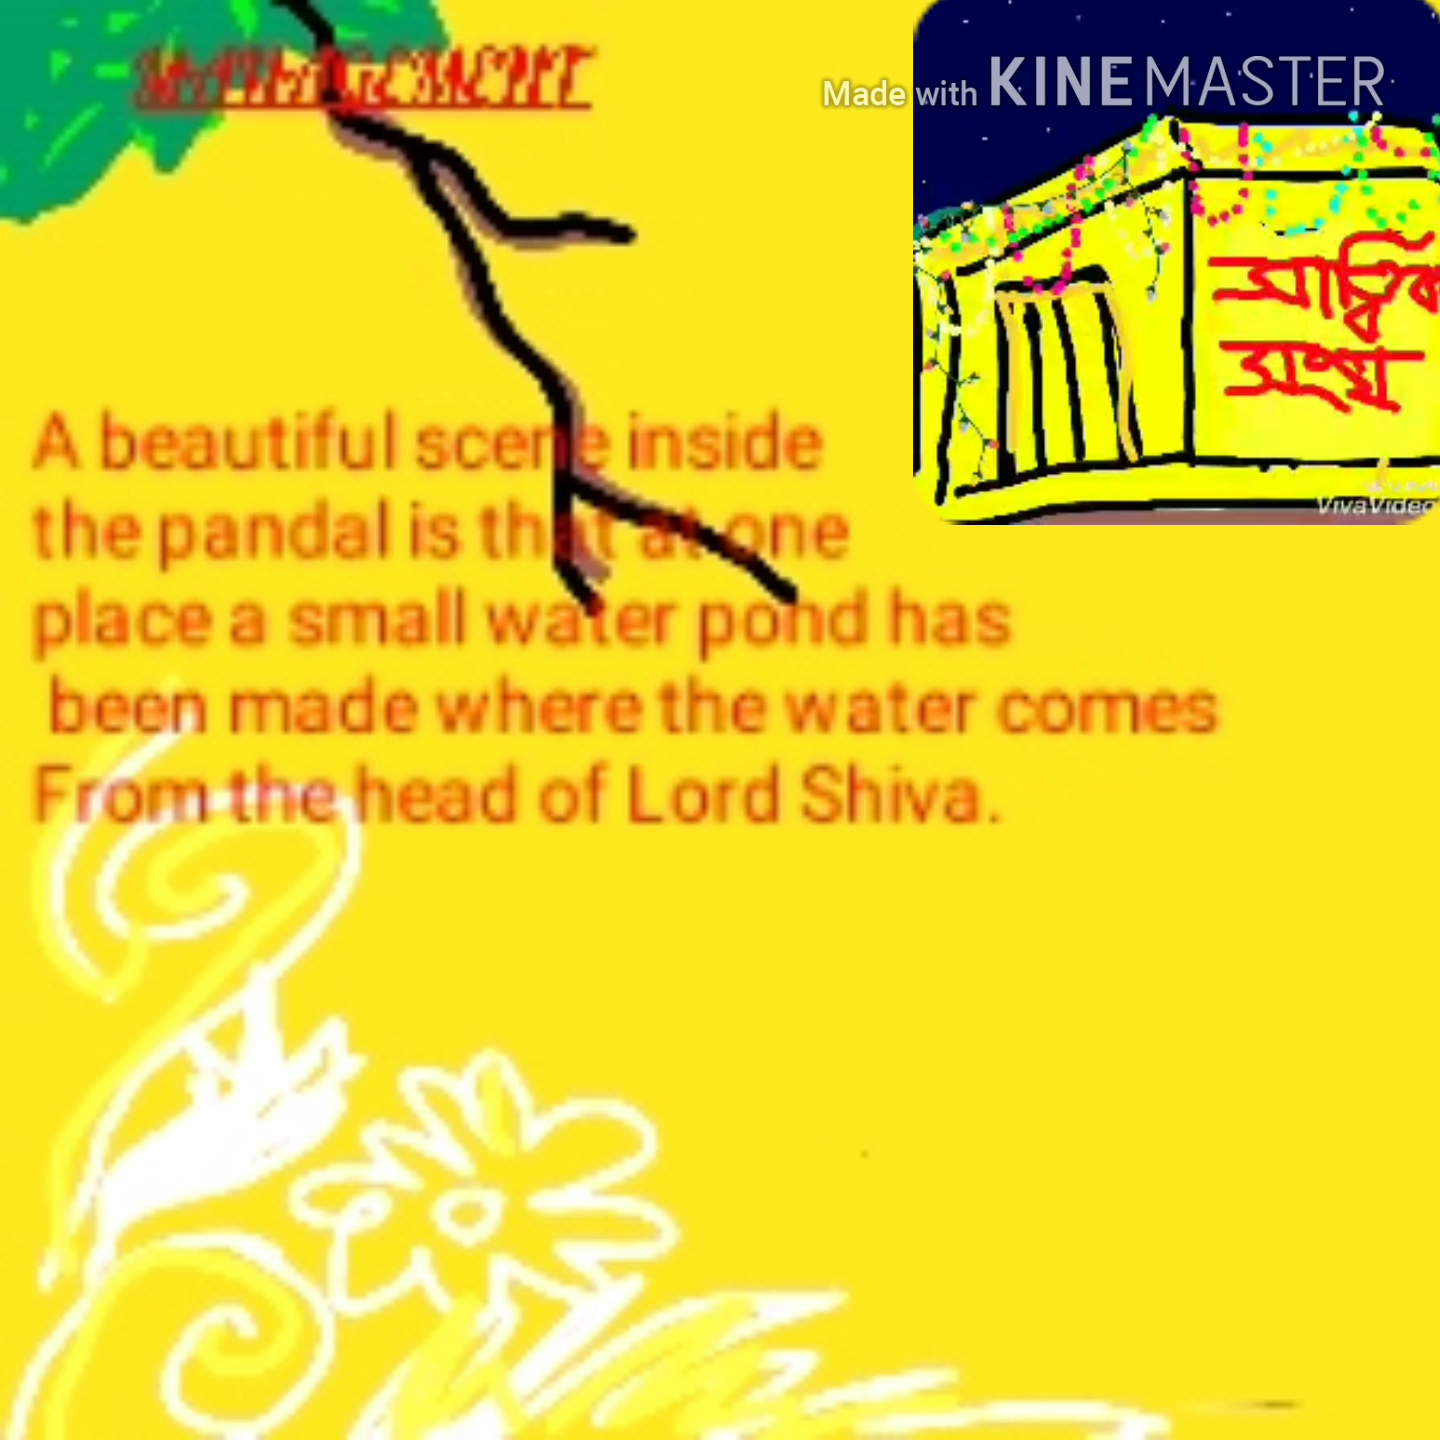 Made with KINEMASTER
সাত্ত্বিক
সংঘ
VivaVideo
A beautiful scene inside
the pandal is that at one
place a small water pond has
been made where the water comes
From the head of Lord Shiva.